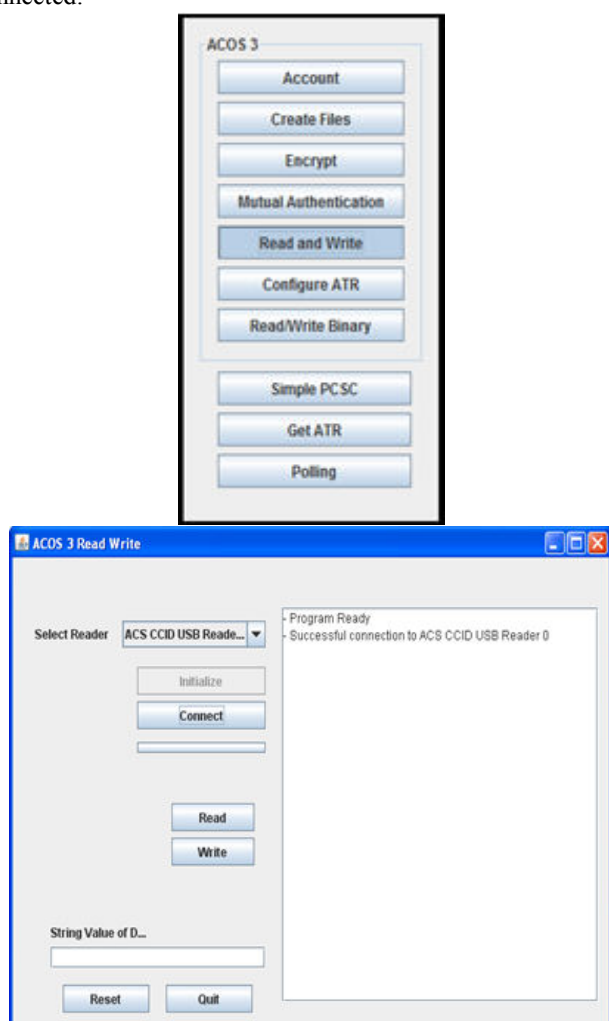 ACOS 3
Account
Create Files
Encrypt
Mutual Authentication
Read and Write
Configure ATR
Read/Write Binary
Simple PCSC
Get ATR
Polling
ACOS 3 Read Write
- Program Ready
Select Reader ACS CCID USB Reade... - Successful connection to ACS CCID USB Reader 0
Initialize
Connect
Read
Write
String Value of D...
Reset Quit